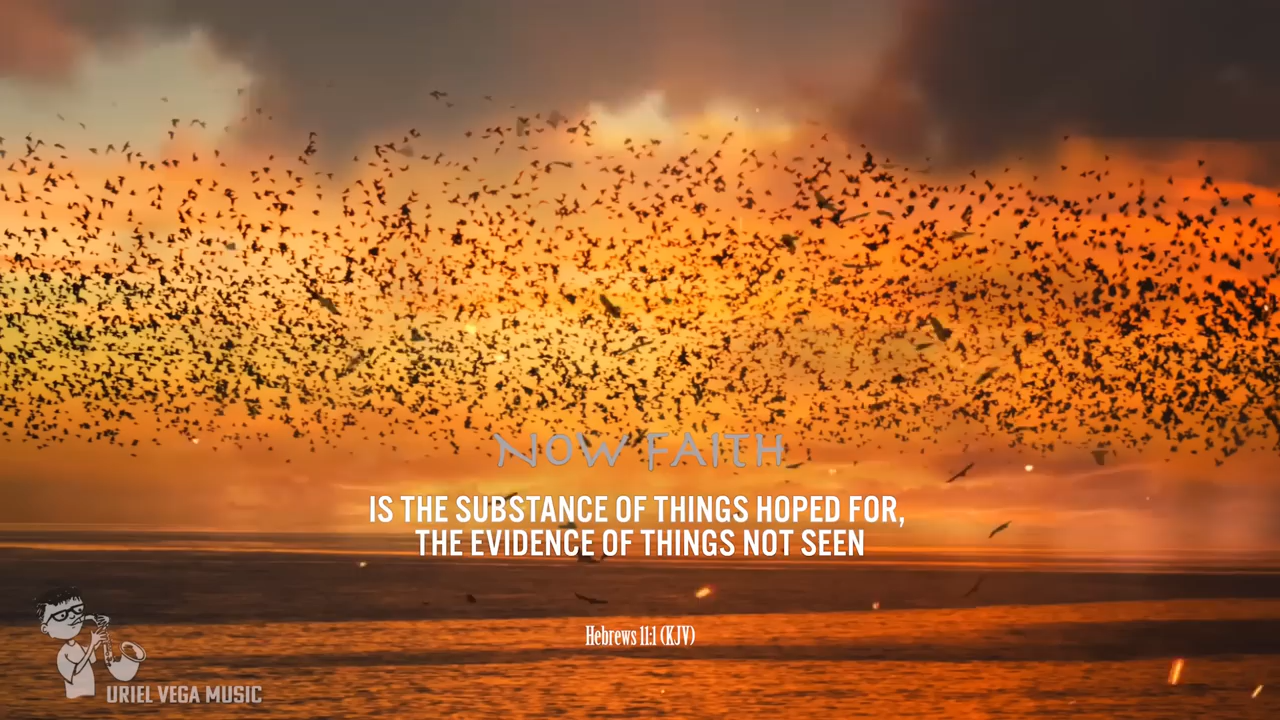 NOW FAITH
IS THE SUBSTANCE OF THINGS HOPED FOR,
THE EVIDENCE OF THINGS NOT SEEN
Hebrews 11:1 (KJV)
URIEL VEGA MUSIC